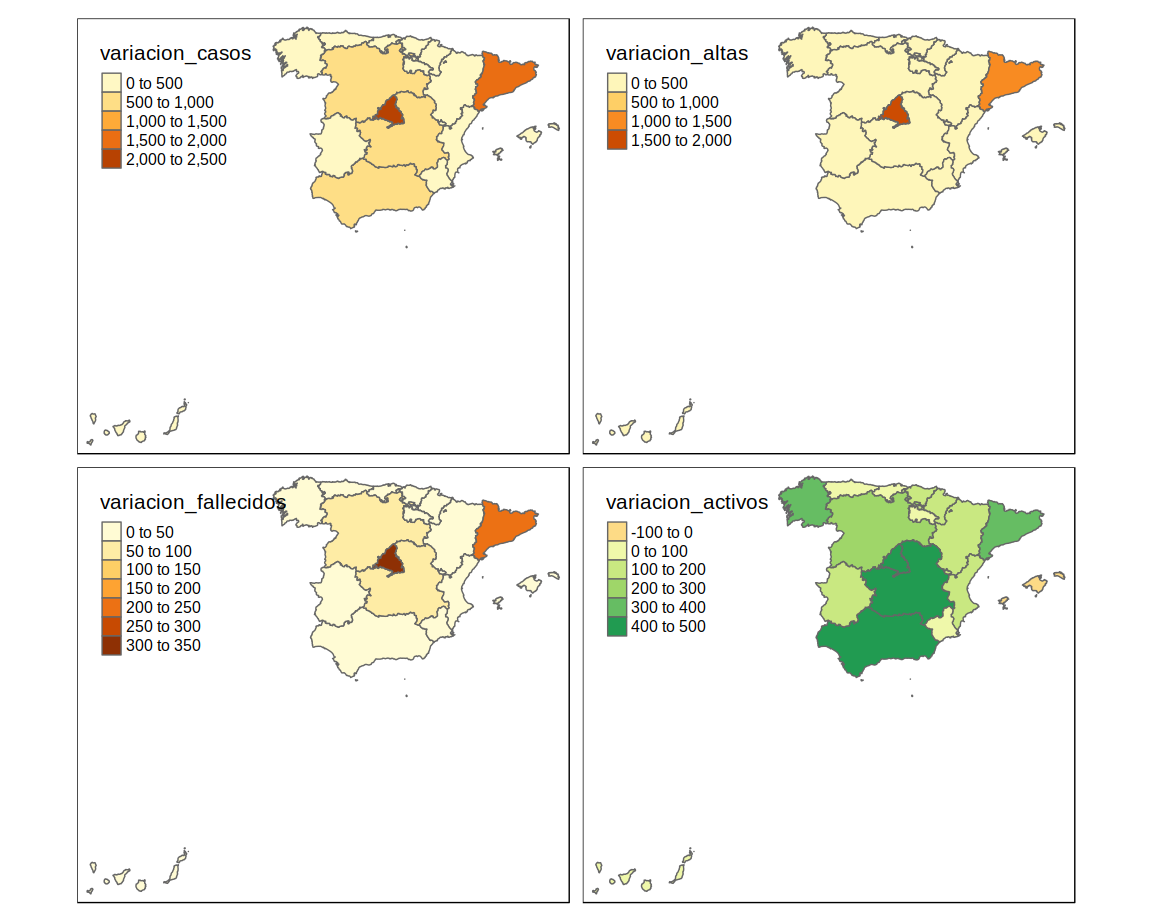 variacion_casos
0 to 500
500 to 1,000
1,000 to 1,500
1,500 to 2,000
2,000 to 2,500
variacion_altas
0 to 500
500 to 1,000
1,000 to 1,500
1,500 to 2,000
variacion_fallecidos
0 to 50
50 to 100
100 to 150
150 to 200
200 to 250
250 to 300
300 to 350
variacion_activos
-100 to 0
0 to 100
100 to 200
200 to 300
300 to 400
400 to 500